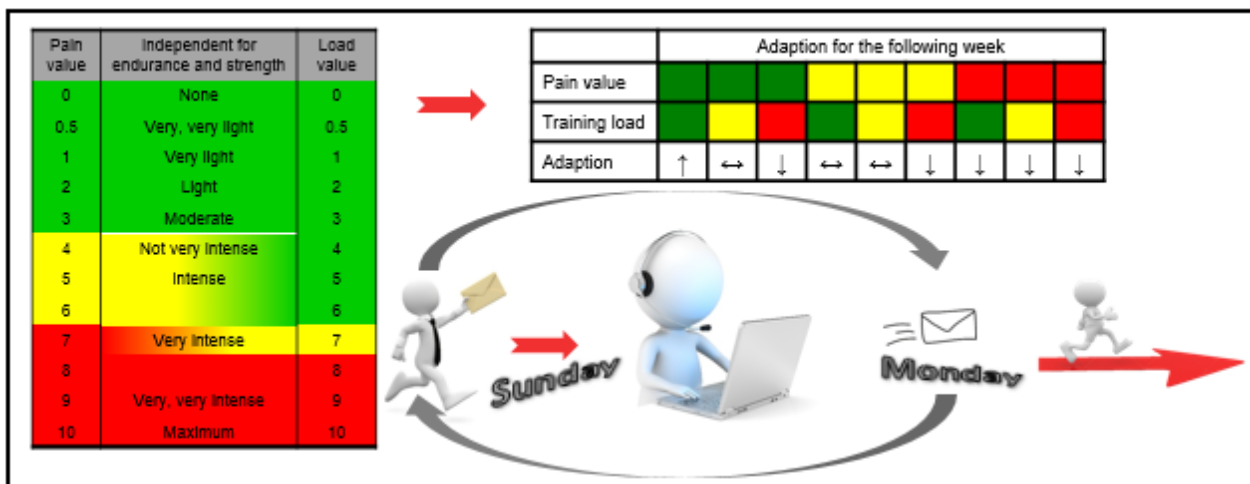 Pain value Independent for endurance and strength Load value
0 None 0
0.5 Very, very light 0.5
1 Very light 1
2 Light 2
3 Moderate 3
4 Not very Intense 4
5 Intense 5
6 6
7 Very Intense 7
8 8
9 Very, very Intense 9
10 Maximum 10
Adaption for the following week
Pain value
Training load
Adaption ↑ ↔ ↓ ↔ ↔ ↓ ↓ ↓ ↓
Sunday
Monday